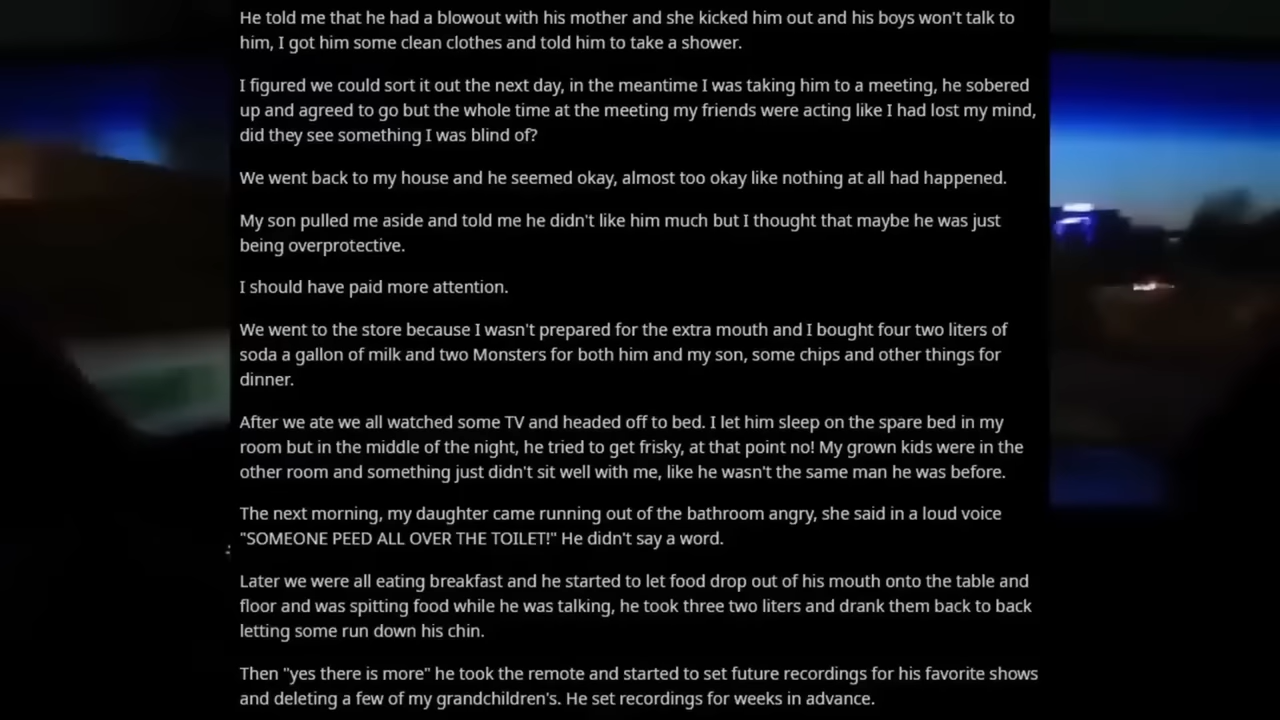 He told me that he had a blowout with his mother and she kicked him out and his boys won't talk to
him, I got him some clean clothes and told him to take a shower.
I figured we could sort it out the next day, in the meantime I was taking him to a meeting, he sobered
up and agreed to go but the whole time at the meeting my friends were acting like I had lost my mind,
did they see something I was blind of?
We went back to my house and he seemed okay, almost too okay like nothing at all had happened.
My son pulled me aside and told me he didn't like him much but I thought that maybe he was just
being overprotective.
I should have paid more attention.
We went to the store because I wasn't prepared for the extra mouth and I bought four two liters of
soda a gallon of milk and two Monsters for both him and my son, some chips and other things for
dinner.
After we ate we all watched some TV and headed off to bed. I let him sleep on the spare bed in my
room but in the middle of the night, he tried to get frisky, at that point no! My grown kids were in the
other room and something just didn't sit well with me, like he wasn't the same man he was before.
The next morning, my daughter came running out of the bathroom angry, she said in a loud voice
"SOMEONE PEED ALL OVER THE TOILET!" He didn't say a word.
Later we were all eating breakfast and he started to let food drop out of his mouth onto the table and
floor and was spitting food while he was talking, he took three two liters and drank them back to back
letting some run down his chin.
Then "yes there is more" he took the remote and started to set future recordings for his favorite shows
and deleting a few of my grandchildren's. He set recordings for weeks in advance.